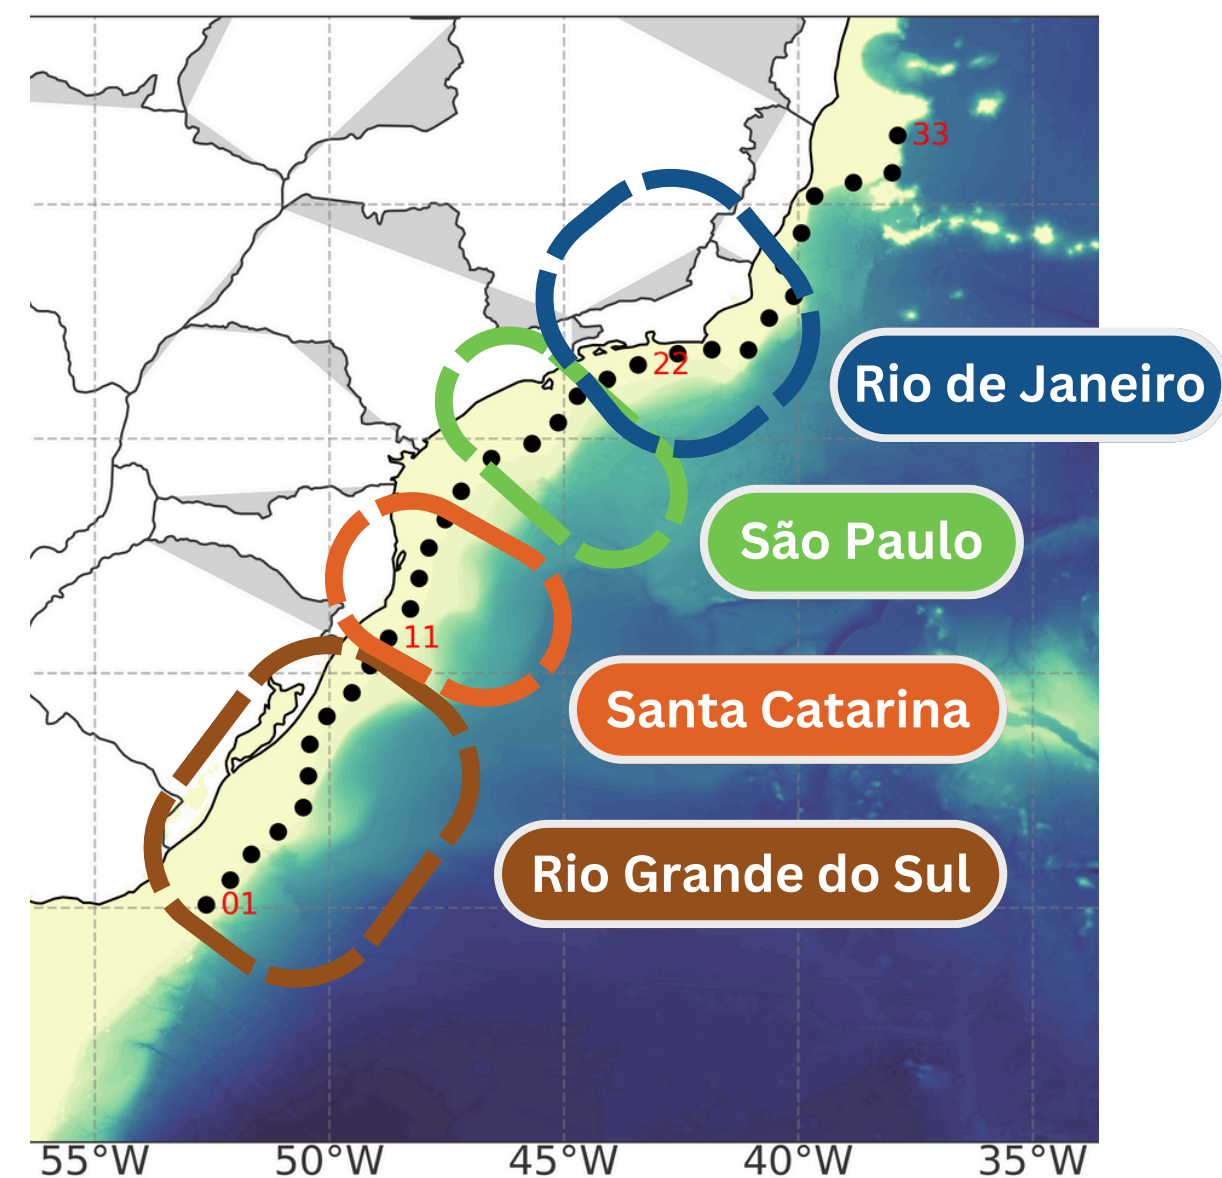 33
22
Rio de Janeiro
São Paulo
11
Santa Catarina
Rio Grande do Sul
01
55°W 50°W 45°W 40°W 35°W